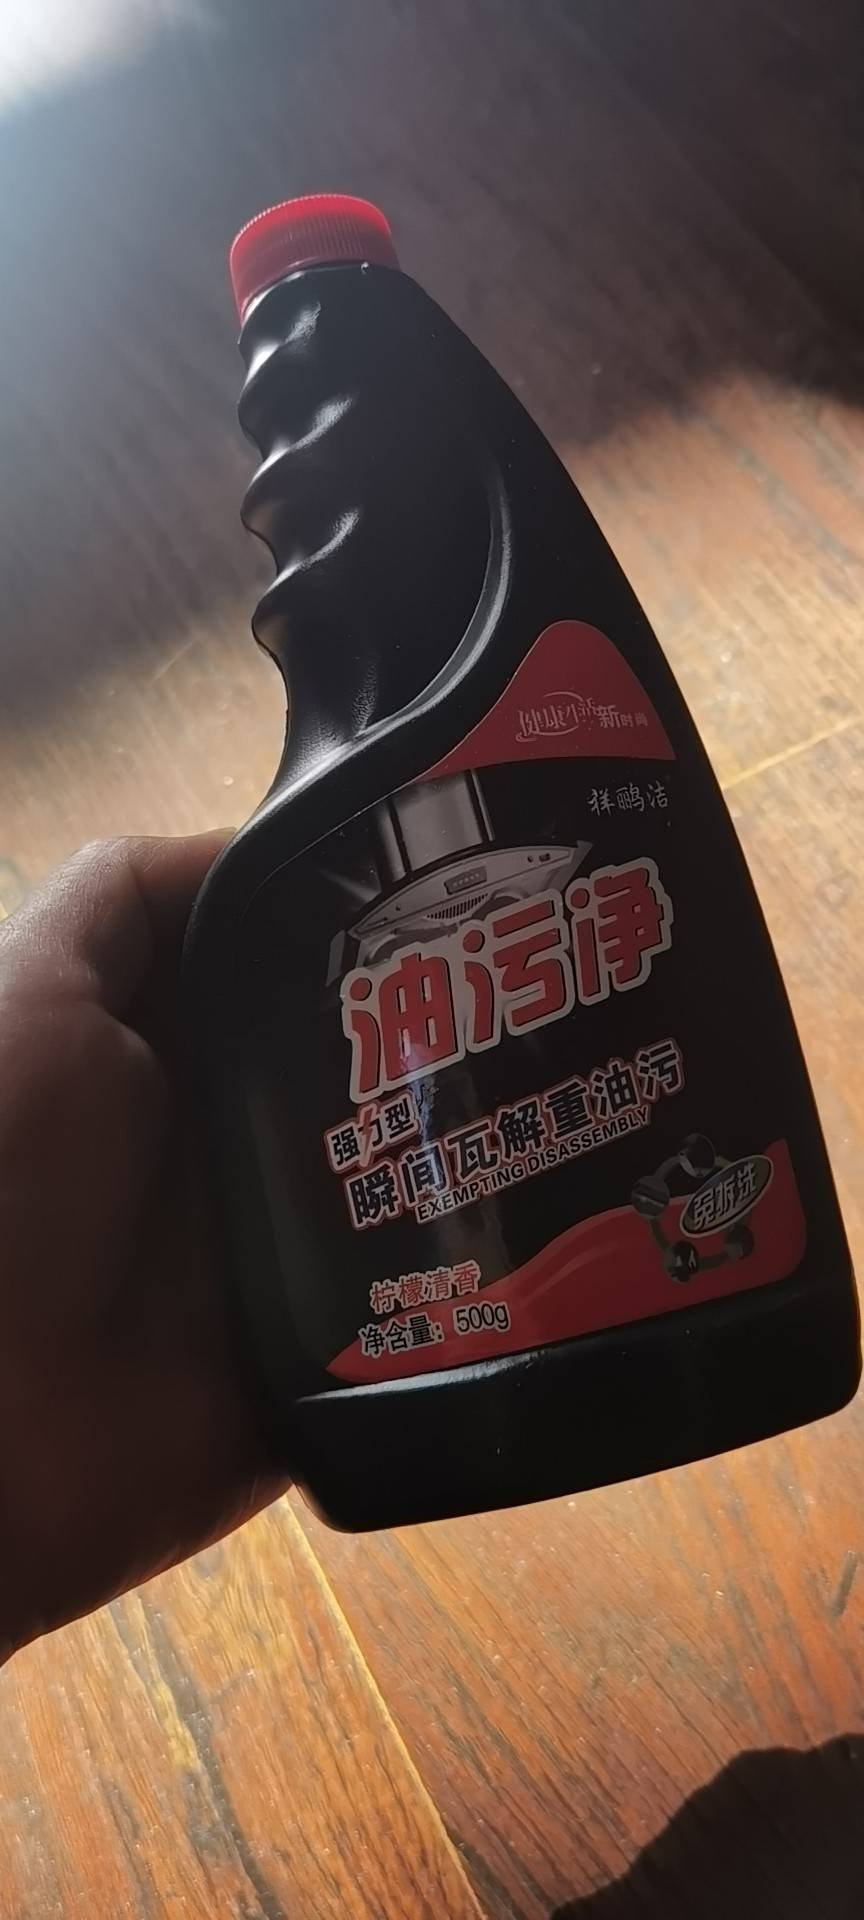 健康生活新时尚
祥鹏洁
油污净
强力型
瞬间瓦解重油污
EXEMPTING DISASSEMBLY
免拆洗
柠檬清香
净含量：500g